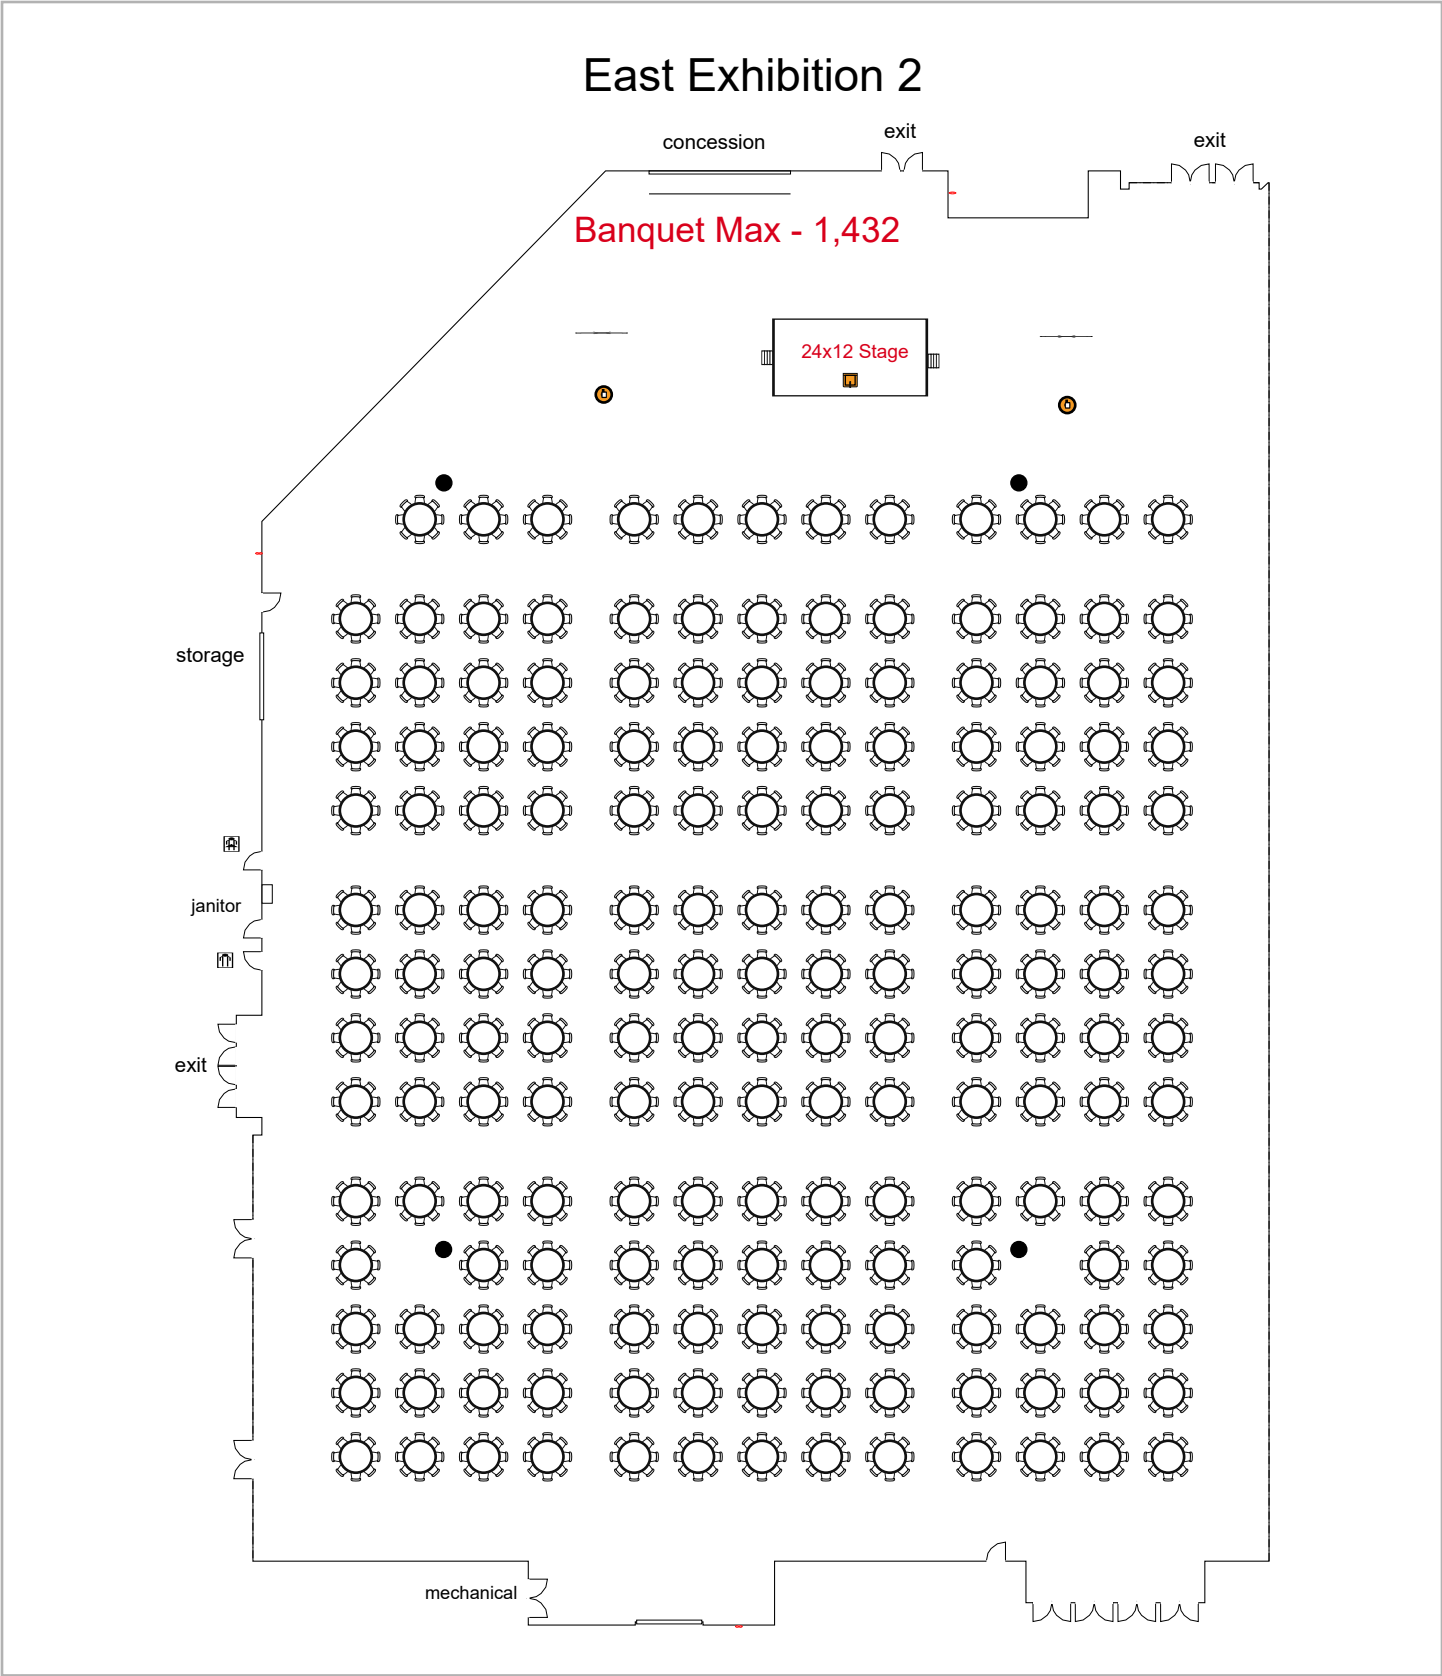 East Exhibition 2
concession
exit
exit
Banquet Max - 1,432
24x12 Stage
storage
janitor
exit
mechanical